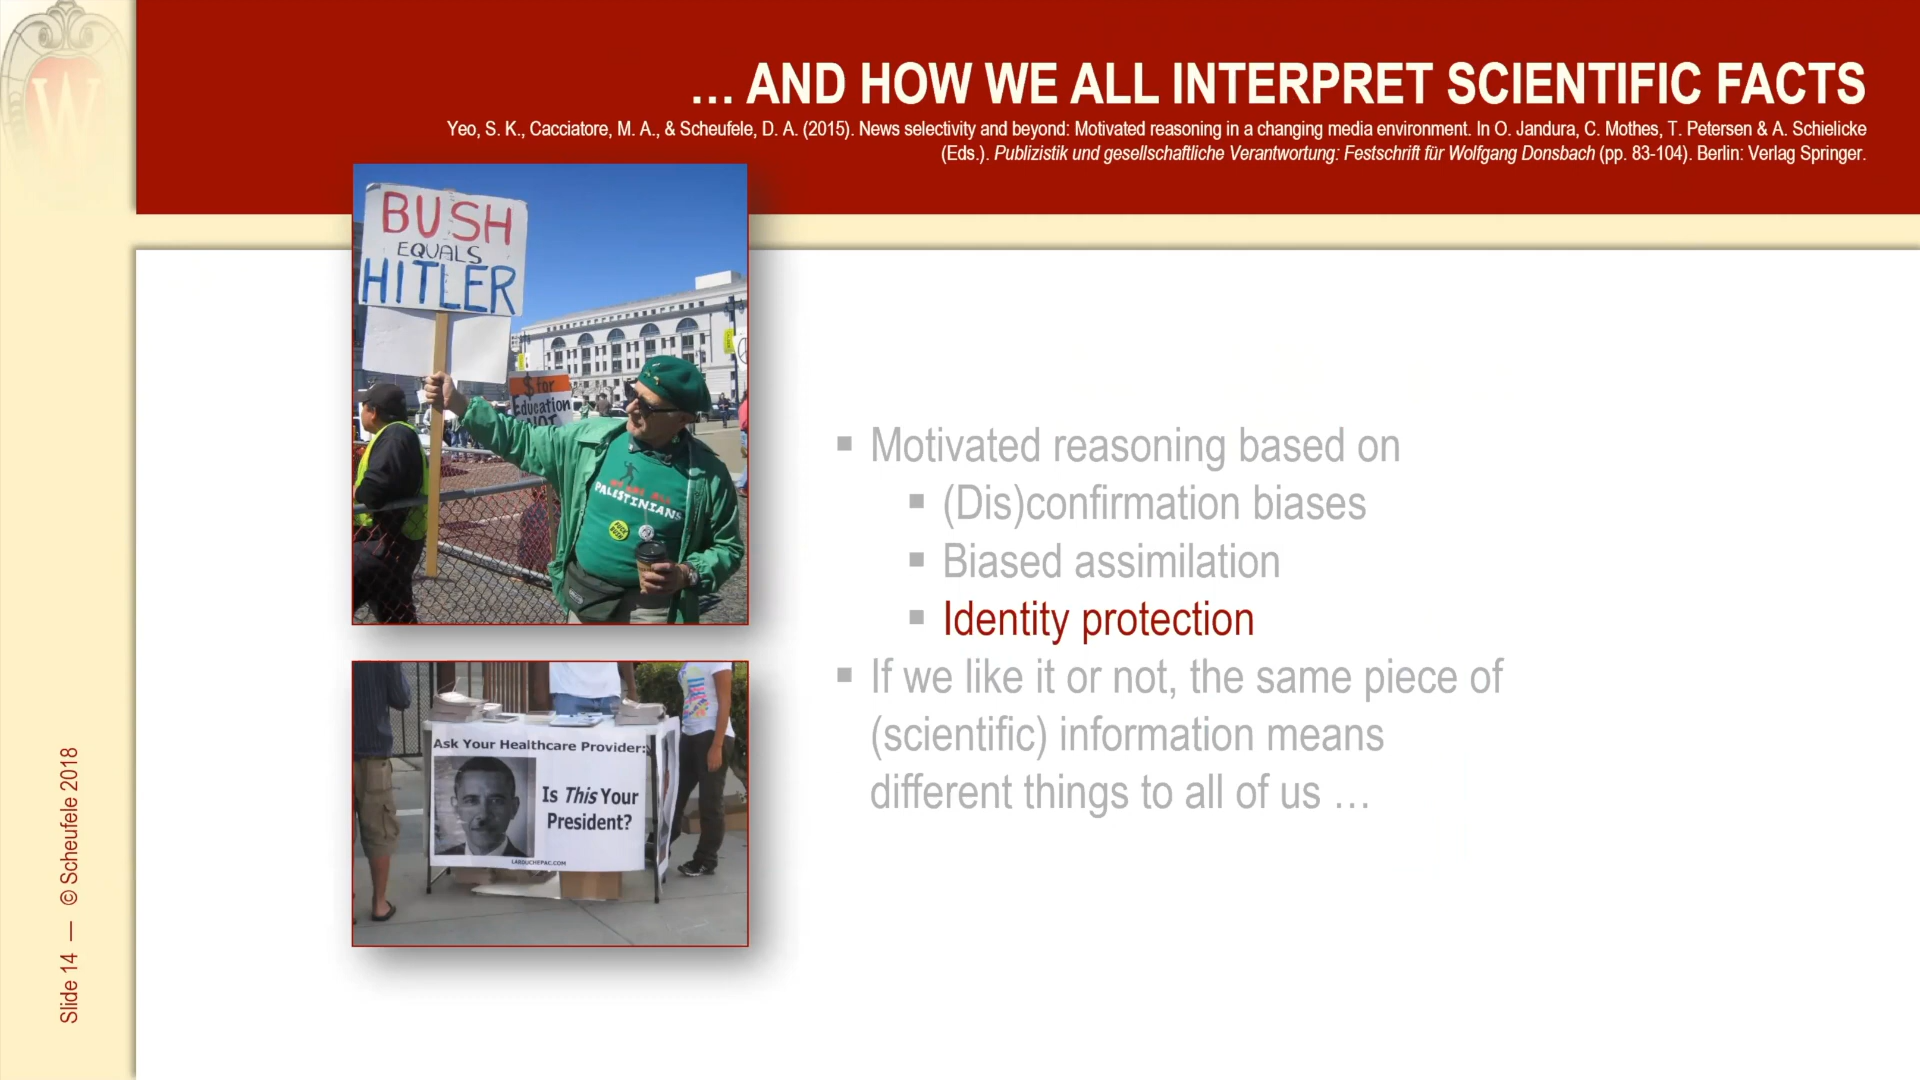 W
… AND HOW WE ALL INTERPRET SCIENTIFIC FACTS
Yeo, S. K., Cacciatore, M. A., & Scheufele, D. A. (2015). News selectivity and beyond: Motivated reasoning in a changing media environment. In O. Jandura, C. Mothes, T. Petersen & A. Schielicke
(Eds.). Publizistik und gesellschaftliche Verantwortung: Festschrift für Wolfgang Donsbach (pp. 83-104). Berlin: Verlag Springer.
BUSH
EQUALS
HITLER
$ for
Education
NOT
PALESTINIANS
Ask Your Healthcare Provider:
Is This Your
President?
LAROUCHEPAC.COM
▪ Motivated reasoning based on
▪ (Dis)confirmation biases
▪ Biased assimilation
▪ Identity protection
▪ If we like it or not, the same piece of
(scientific) information means
different things to all of us …
Slide 14 — © Scheufele 2018